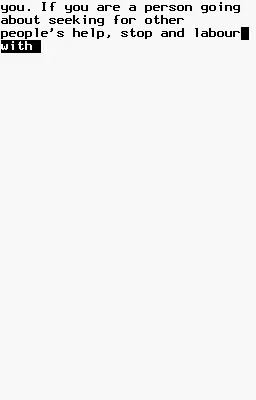 you. If you are a person going
about seeking for other
people's help, stop and labour
with